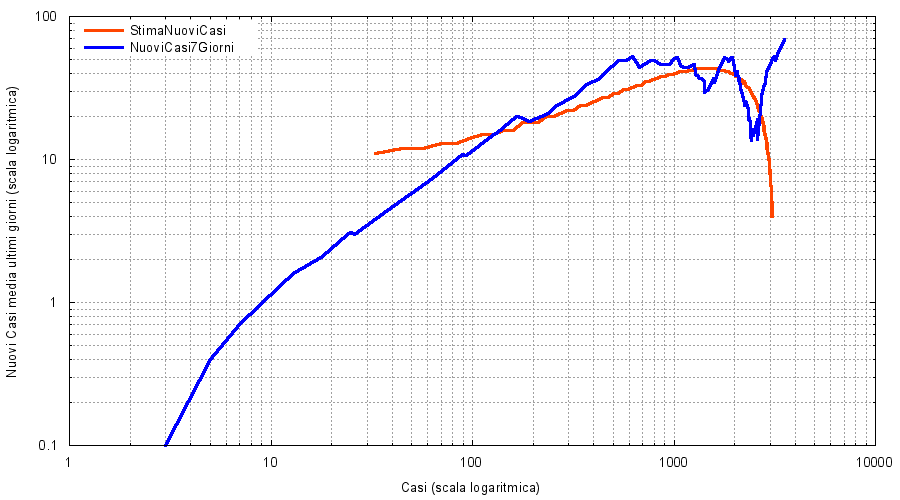 100
StimaNuoviCasi
NuoviCasi7Giorni
10
1
0.1
Nuovi Casi media ultimi giorni (scala logaritmica)
1 10 100 1000 10000
Casi (scala logaritmica)